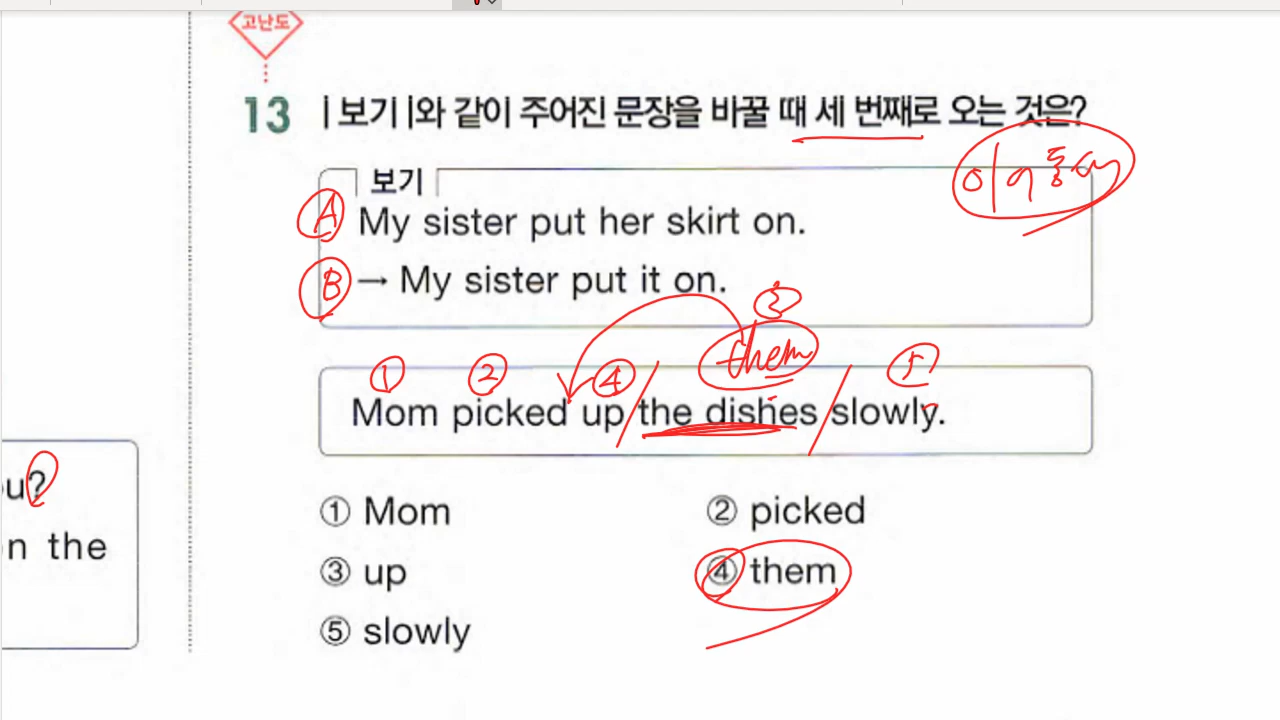 고난도
13 | 보기 |와 같이 주어진 문장을 바꿀 때 세 번째로 오는 것은?
이어동사
보기
A My sister put her skirt on.
B → My sister put it on.
③
them
① ② ④ 5
Mom picked up / the dishes / slowly.
① Mom ② picked
③ up ④ them
⑤ slowly
u?
n the